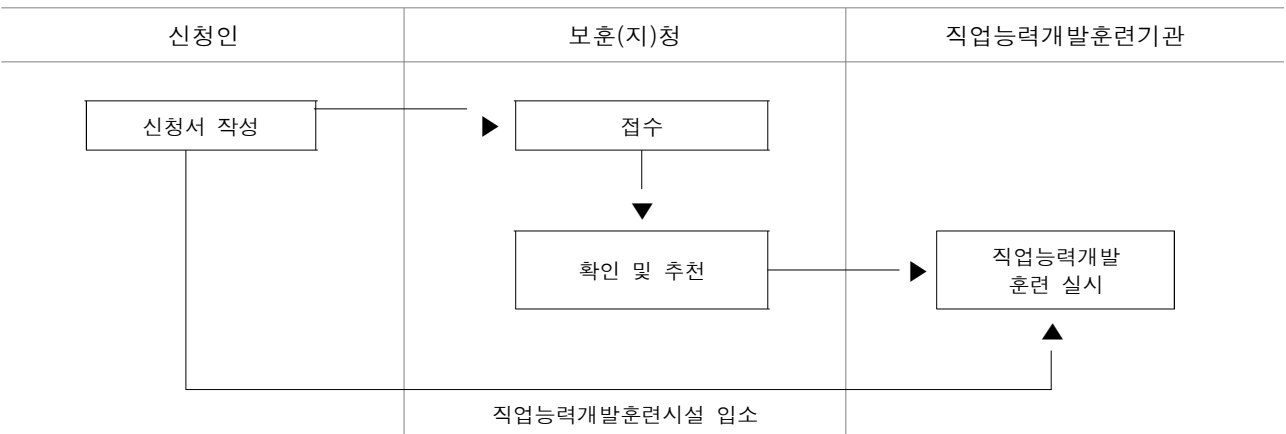 신청인
보훈(지)청
직업능력개발훈련기관
신청서 작성
접수
확인 및 추천
직업능력개발
훈련 실시
직업능력개발훈련시설 입소